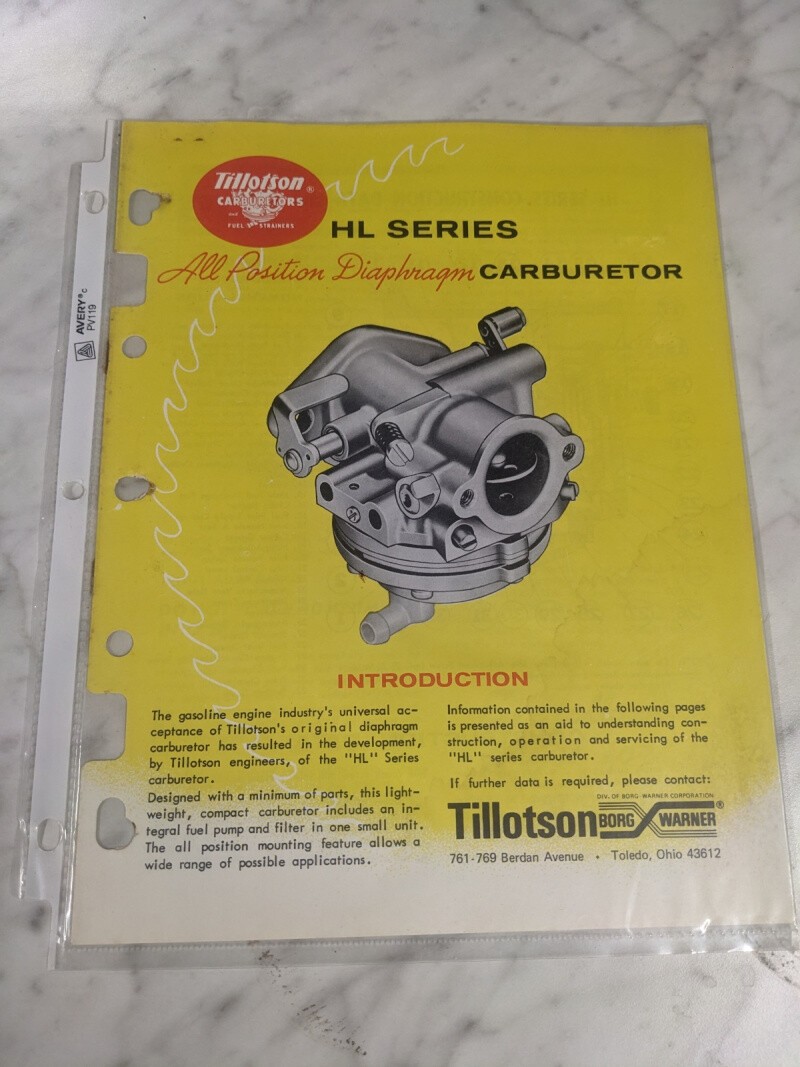 Tillotson®
CARBURETORS
and
FUEL STRAINERS
HL SERIES
All Position Diaphragm CARBURETOR
AVERY® c
PV119
INTRODUCTION
The gasoline engine industry's universal ac-
ceptance of Tillotson's original diaphragm
carburetor has resulted in the development,
by Tillotson engineers, of the "HL" Series
carburetor.
Designed with a minimum of parts, this light-
weight, compact carburetor includes an in-
tegral fuel pump and filter in one small unit.
The all position mounting feature allows a
wide range of possible applications.
Information contained in the following pages
is presented as an aid to understanding con-
struction, operation and servicing of the
"HL" series carburetor.
If further data is required, please contact:
DIV. OF BORG-WARNER CORPORATION
Tillotson BORG WARNER®
761-769 Berdan Avenue • Toledo, Ohio 43612